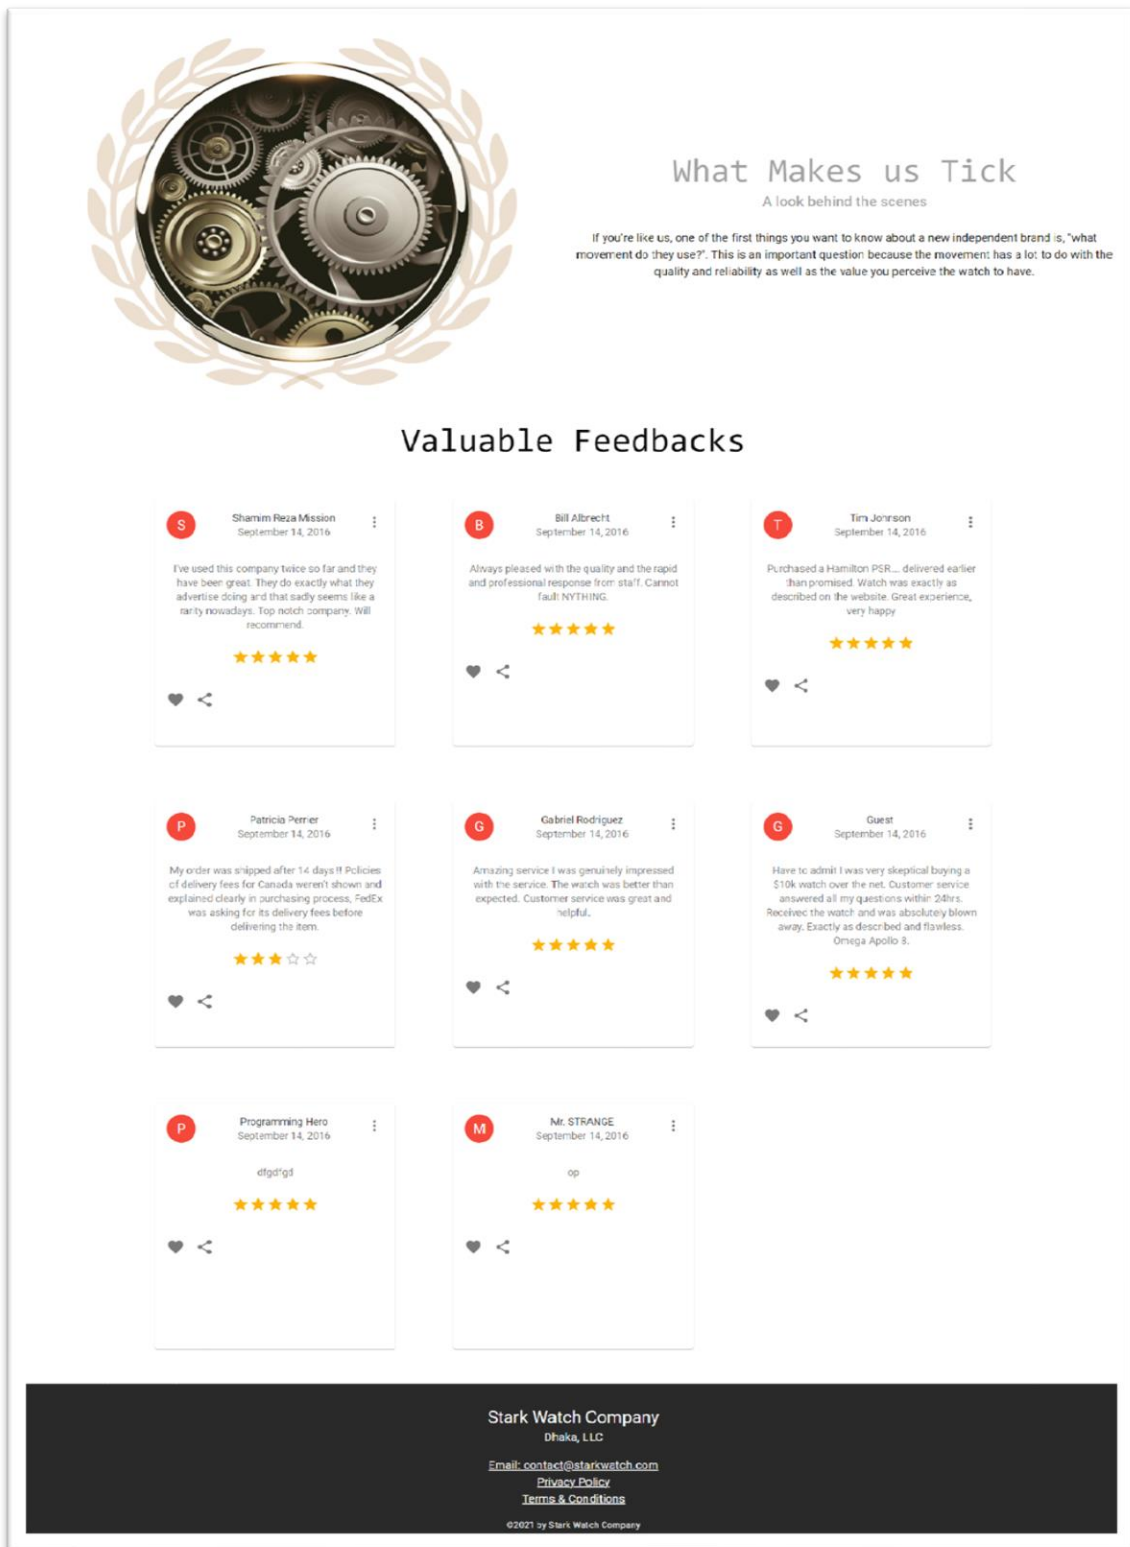 What Makes us Tick
A look behind the scenes
If you're like us, one of the first things you want to know about a new independent brand is, "what
movement do they use?". This is an important question because the movement has a lot to do with the
quality and reliability as well as the value you perceive the watch to have.
Valuable Feedbacks
S
Shamim Reza Mission
September 14, 2016
I've used this company twice so far and they
have been great. They do exactly what they
advertise doing and that sadly seems like a
rarity nowadays. Top notch company. Will
recommend.
B
Bill Albrecht
September 14, 2016
Always pleased with the quality and the rapid
and professional response from staff. Cannot
fault NYTHING.
T
Tim Johnson
September 14, 2016
Purchased a Hamilton PSR.... delivered earlier
than promised. Watch was exactly as
described on the website. Great experience,
very happy
P
Patricia Perrier
September 14, 2016
My order was shipped after 14 days !! Policies
of delivery fees for Canada weren't shown and
explained clearly in purchasing process, FedEx
was asking for its delivery fees before
delivering the item.
G
Gabriel Rodriguez
September 14, 2016
Amazing service I was genuinely impressed
with the service. The watch was better than
expected. Customer service was great and
helpful.
G
Guest
September 14, 2016
Have to admit I was very skeptical buying a
$10k watch over the net. Customer service
answered all my questions within 24hrs.
Received the watch and was absolutely blown
away. Exactly as described and flawless.
Omega Apollo 8.
P
Programming Hero
September 14, 2016
dfgdfgd
M
Mr. STRANGE
September 14, 2016
op
Stark Watch Company
Dhaka, LLC
Email: contact@starkwatch.com
Privacy Policy
Terms & Conditions
©2021 by Stark Watch Company